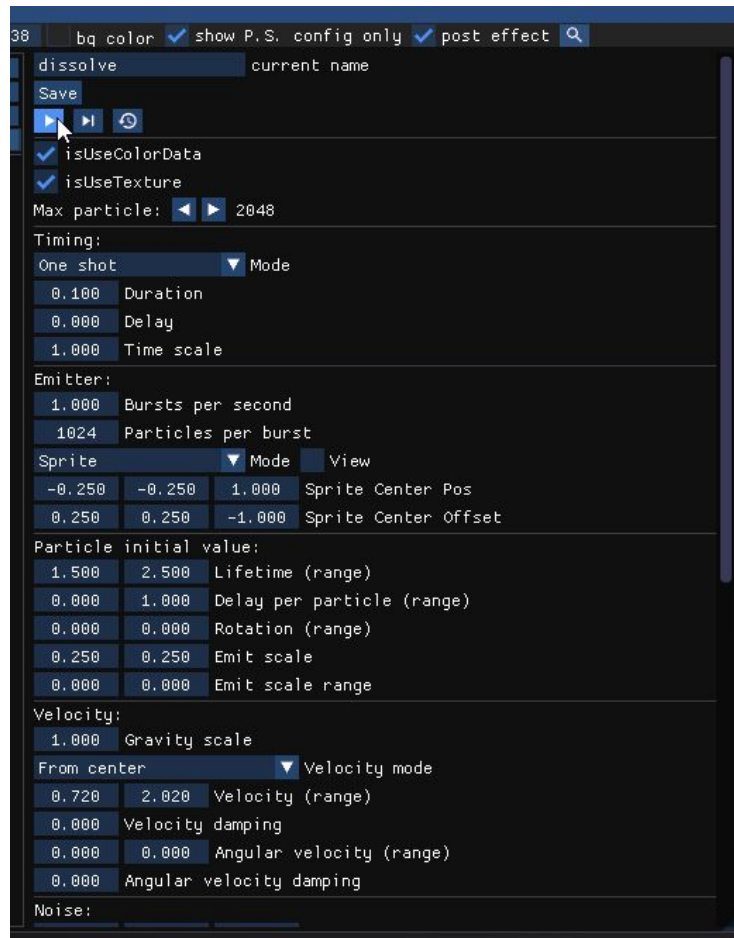 38 bq color show P.S. config only post effect
dissolve current name
Save
isUseColorData
isUseTexture
Max particle: 2048
Timing:
One shot Mode
0.100 Duration
0.000 Delay
1.000 Time scale
Emitter:
1.000 Bursts per second
1024 Particles per burst
Sprite Mode View
-0.250 -0.250 1.000 Sprite Center Pos
0.250 0.250 -1.000 Sprite Center Offset
Particle initial value:
1.500 2.500 Lifetime (range)
0.000 1.000 Delay per particle (range)
0.000 0.000 Rotation (range)
0.250 0.250 Emit scale
0.000 0.000 Emit scale range
Velocity:
1.000 Gravity scale
From center Velocity mode
0.720 2.020 Velocity (range)
0.000 Velocity damping
0.000 0.000 Angular velocity (range)
0.000 Angular velocity damping
Noise: